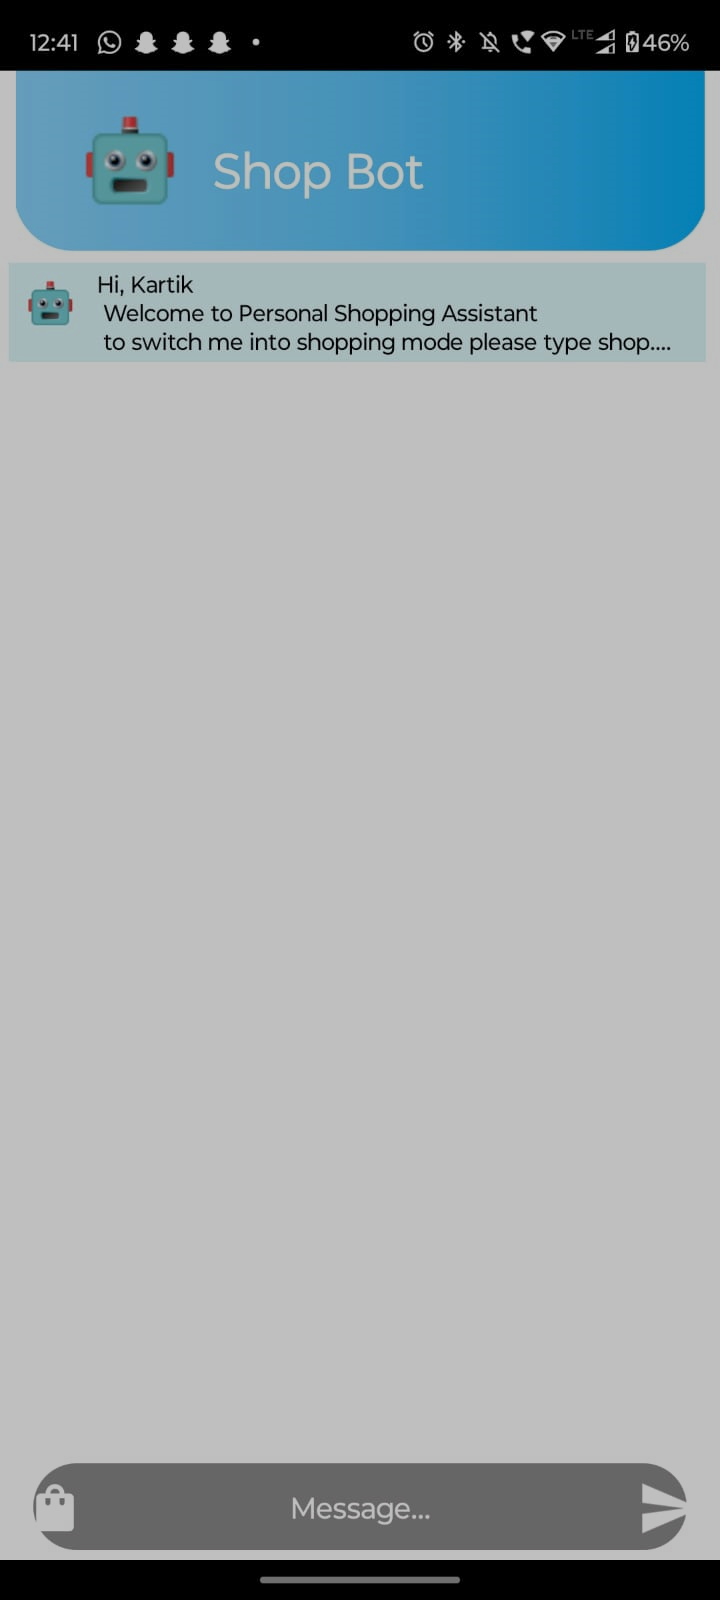 12:41 LTE 46%
Shop Bot
Hi, Kartik
Welcome to Personal Shopping Assistant
to switch me into shopping mode please type shop....
Message...